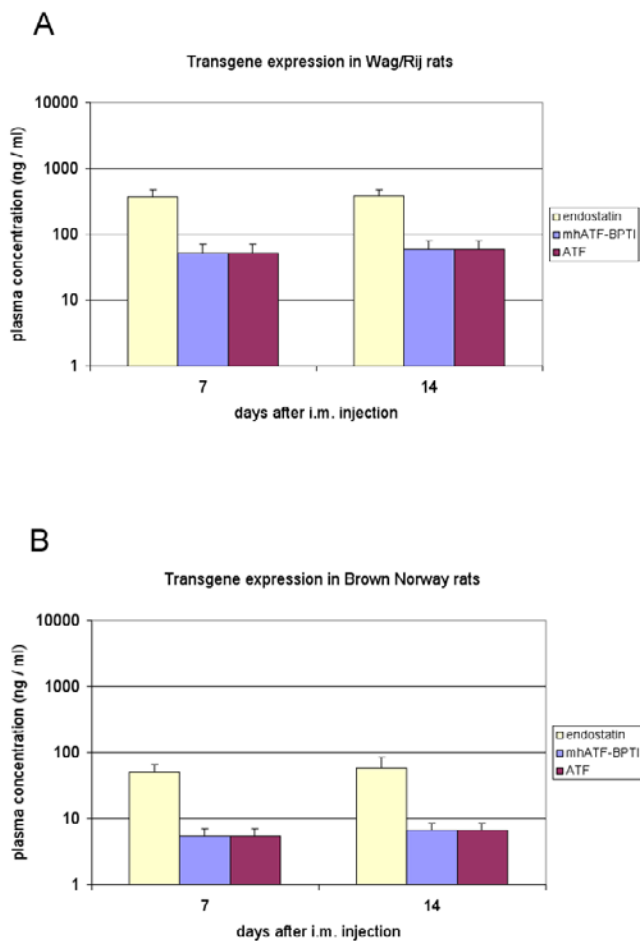 A
Transgene expression in Wag/Rij rats
10000
1000
100
10
1
plasma concentration (ng / ml)
7
14
days after i.m. injection
endostatin
mhATF-BPTI
ATF
B
Transgene expression in Brown Norway rats
10000
1000
100
10
1
plasma concentration (ng / ml)
7
14
days after i.m. injection
endostatin
mhATF-BPTI
ATF